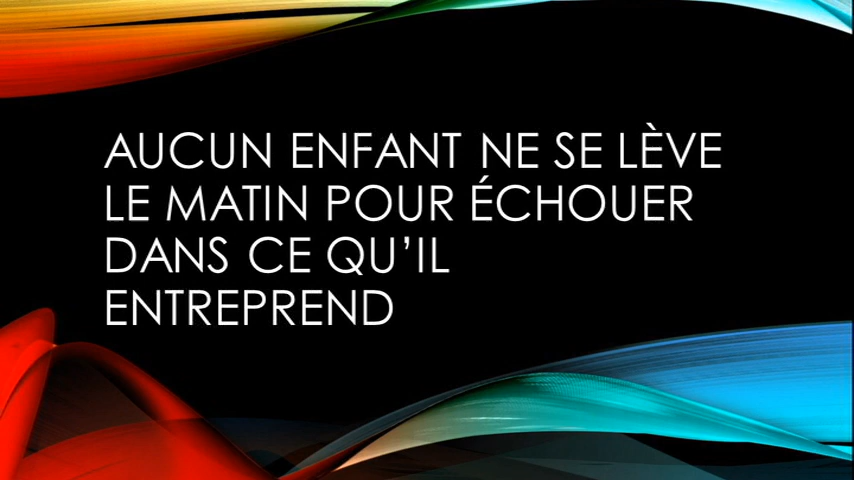 AUCUN ENFANT NE SE LÈVE
LE MATIN POUR ÉCHOUER
DANS CE QU’IL
ENTREPREND